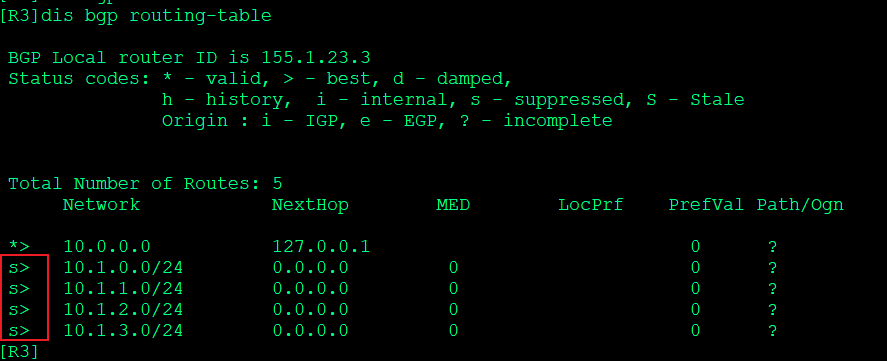 [R3]dis bgp routing-table
BGP Local router ID is 155.1.23.3
Status codes: * - valid, > - best, d - damped,
h - history,  i - internal, s - suppressed, S - Stale
Origin : i - IGP, e - EGP, ? - incomplete
Total Number of Routes: 5
Network NextHop MED LocPrf PrefVal Path/Ogn
*> 10.0.0.0 127.0.0.1 0 ?
s> 10.1.0.0/24 0.0.0.0 0 0 ?
s> 10.1.1.0/24 0.0.0.0 0 0 ?
s> 10.1.2.0/24 0.0.0.0 0 0 ?
s> 10.1.3.0/24 0.0.0.0 0 0 ?
[R3]